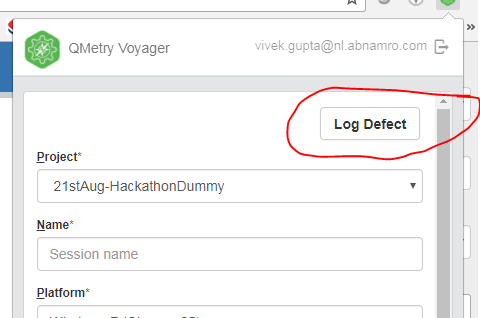 QMetry Voyager
vivek.gupta@nl.abnamro.com
Log Defect
Project*
21stAug-HackathonDummy
Name*
Session name
Platform*